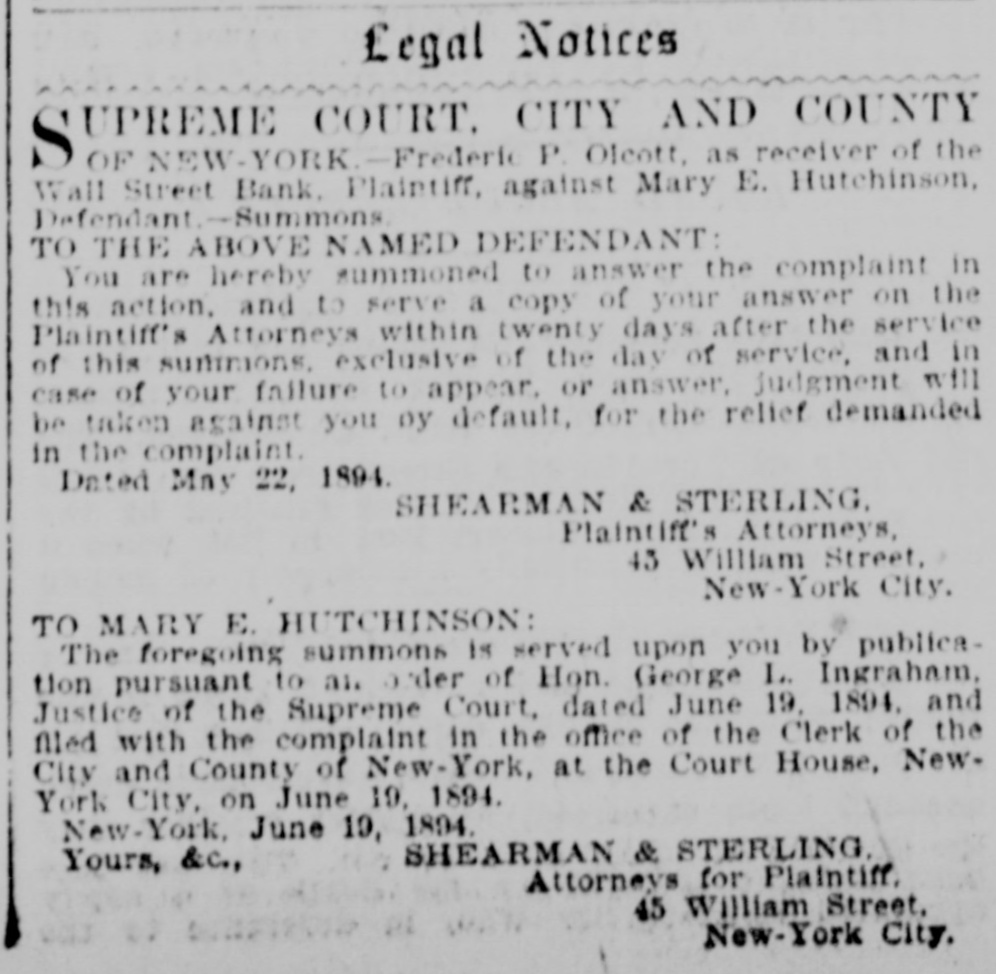 Legal Notices
SUPREME COURT, CITY AND COUNTY
OF NEW-YORK.—Frederic P. Olcott, as receiver of the
Wall Street Bank, Plaintiff, against Mary E. Hutchinson,
Defendant.—Summons.
TO THE ABOVE NAMED DEFENDANT:
You are hereby summoned to answer the complaint in
this action, and to serve a copy of your answer on the
Plaintiff's Attorneys within twenty days after the service
of this summons, exclusive of the day of service, and in
case of your failure to appear, or answer, judgment will
be taken against you by default, for the relief demanded
in the complaint.
Dated May 22, 1894.
SHEARMAN & STERLING,
Plaintiff's Attorneys,
45 William Street,
New-York City.
TO MARY E. HUTCHINSON:
The foregoing summons is served upon you by publica-
tion pursuant to an order of Hon. George L. Ingraham,
Justice of the Supreme Court, dated June 19, 1894, and
filed with the complaint in the office of the Clerk of the
City and County of New-York, at the Court House, New-
York City, on June 19, 1894.
New-York, June 19, 1894.
Yours, &c., SHEARMAN & STERLING,
Attorneys for Plaintiff,
45 William Street,
New-York City.